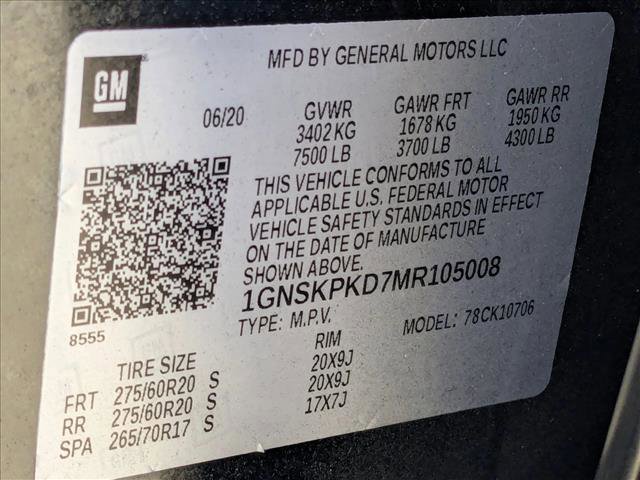 MFD BY GENERAL MOTORS LLC
GM
06/20 GVWR GAWR FRT GAWR RR
3402 KG 1678 KG 1950 KG
7500 LB 3700 LB 4300 LB
THIS VEHICLE CONFORMS TO ALL
APPLICABLE U.S. FEDERAL MOTOR
VEHICLE SAFETY STANDARDS IN EFFECT
ON THE DATE OF MANUFACTURE
SHOWN ABOVE.
1GNSKPKD7MR105008
8555
TYPE: M.P.V. MODEL: 78CK10706
TIRE SIZE RIM
FRT 275/60R20 S 20X9J
RR 275/60R20 S 20X9J
SPA 265/70R17 S 17X7J